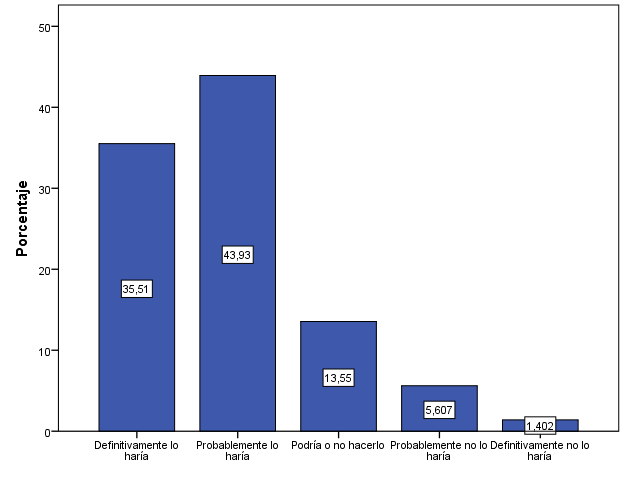 50
40
30
20
10
0
Porcentaje
35,51
43,93
13,55
5,607
1,402
Definitivamente lo
haría
Probablemente lo
haría
Podría o no hacerlo
Probablemente no lo
haría
Definitivamente no lo
haría